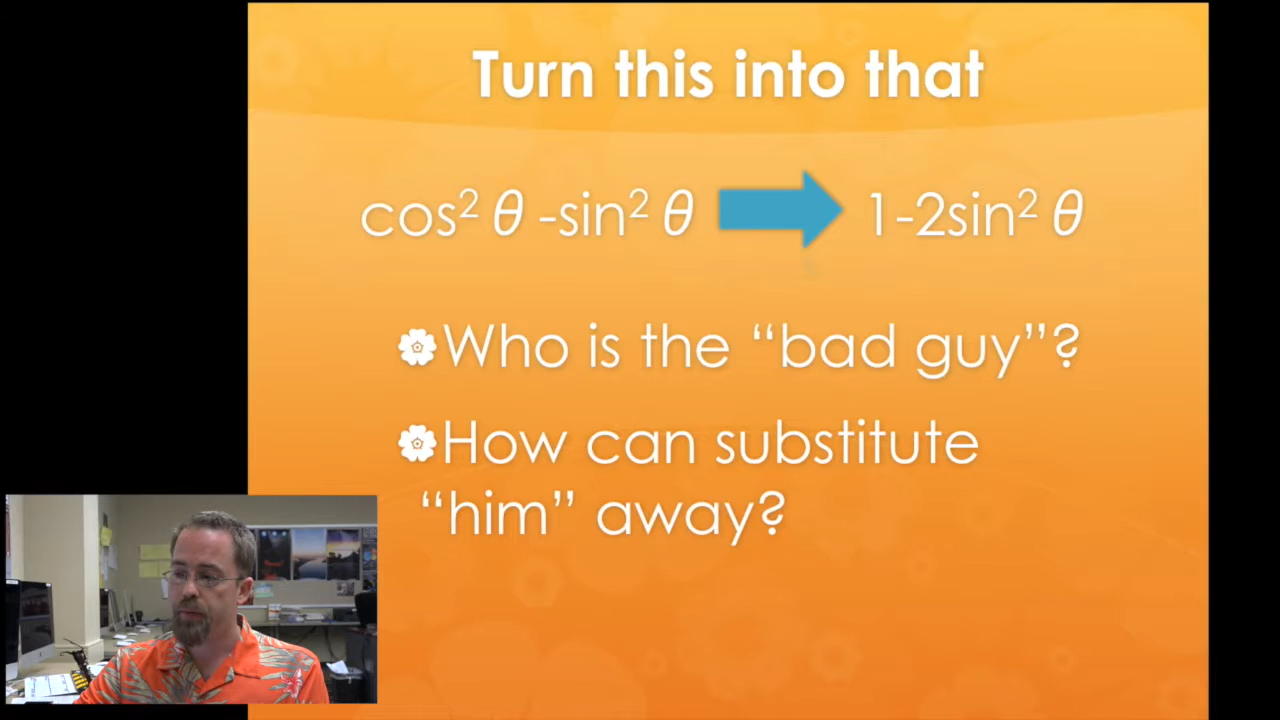 Turn this into that
cos² θ -sin² θ 1-2sin² θ
Who is the “bad guy”?
How can substitute
“him” away?